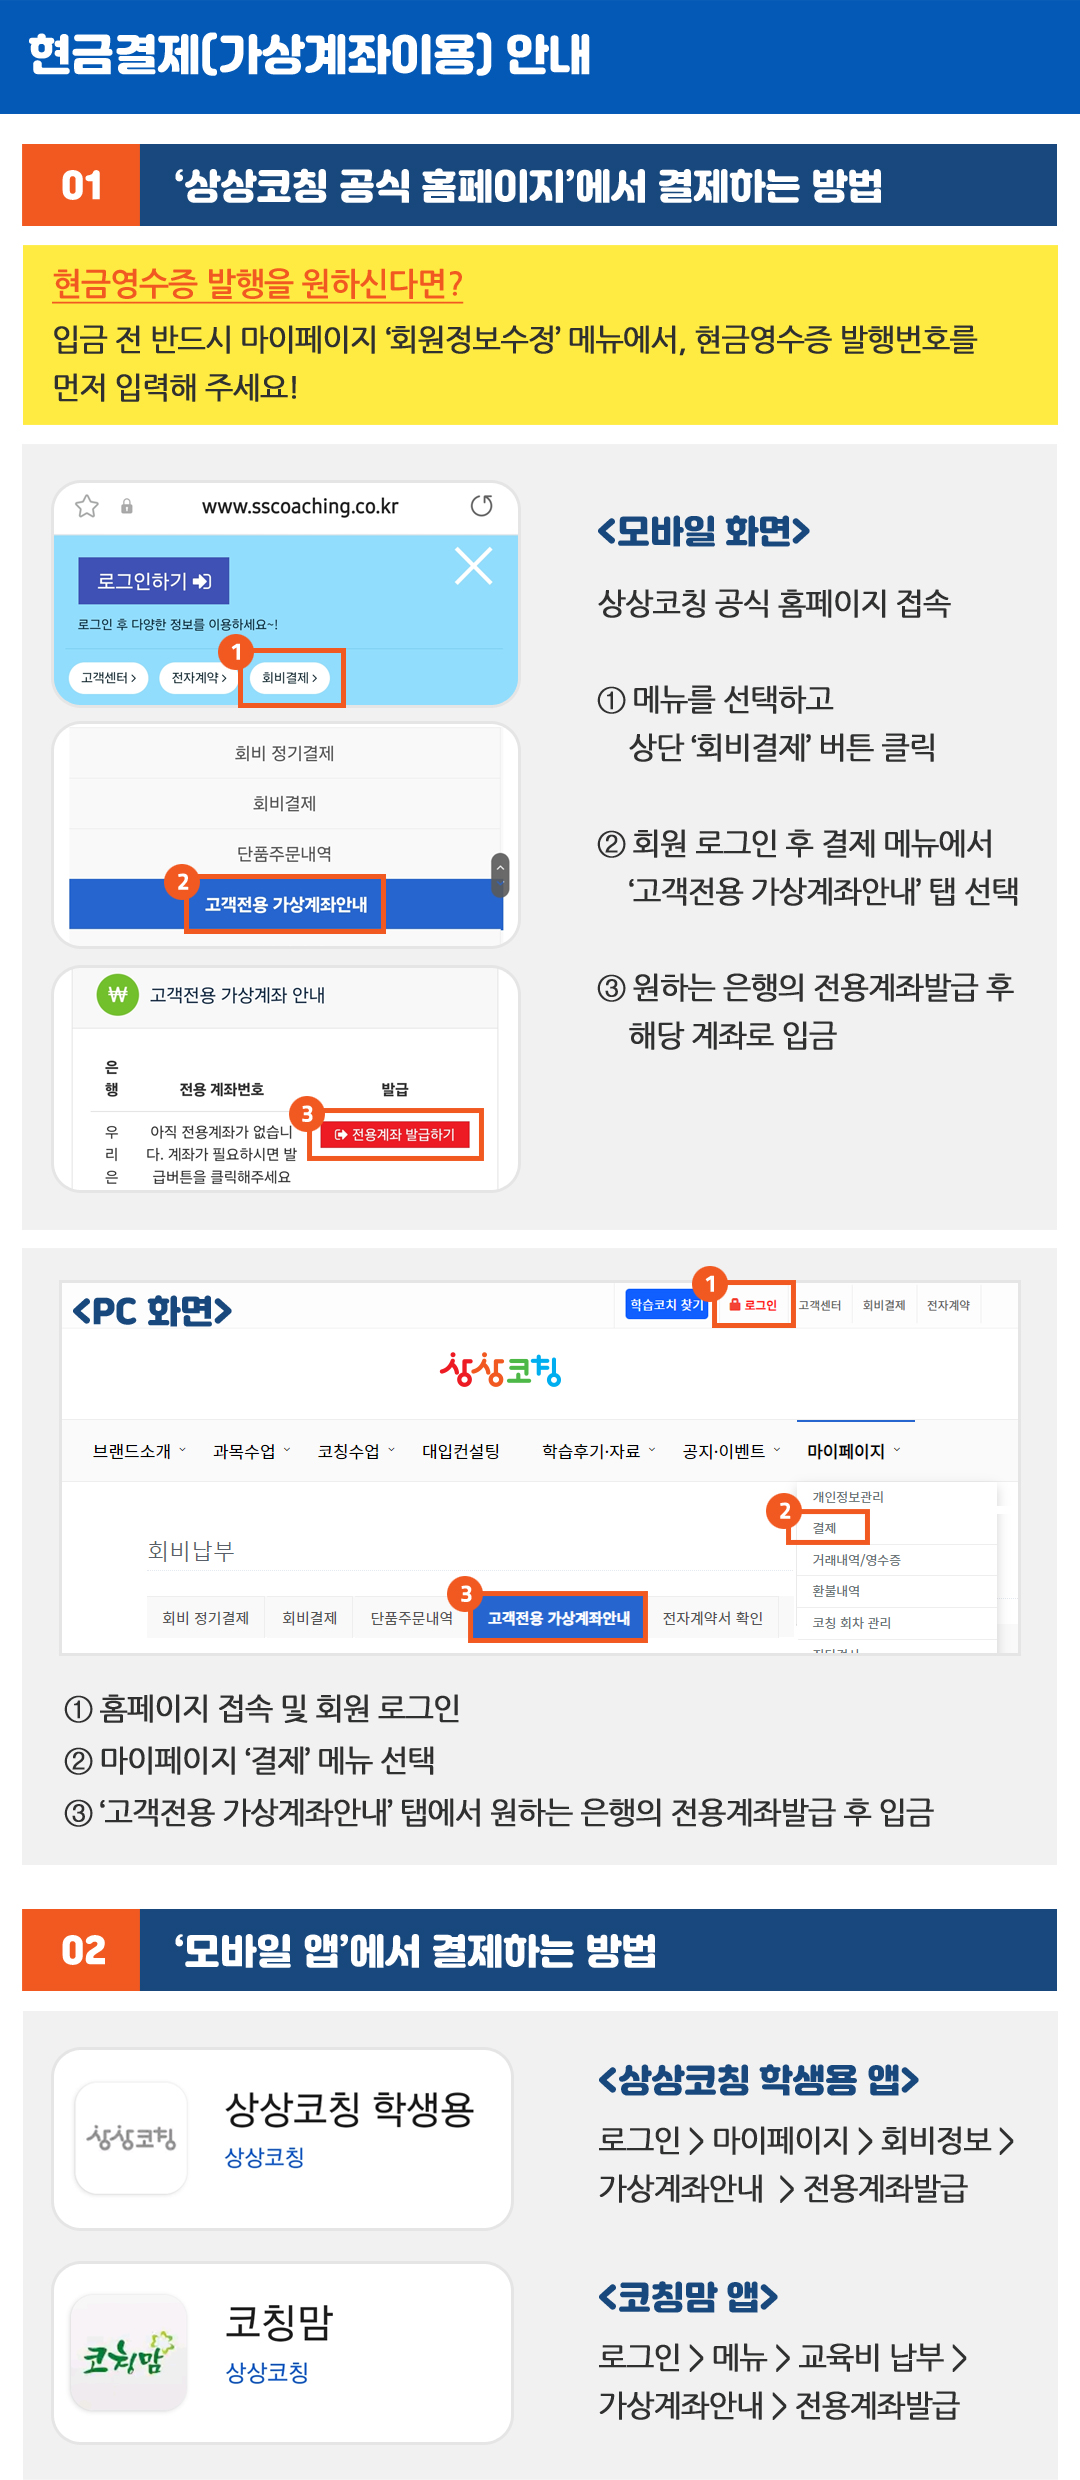 현금결제(가상계좌이용) 안내
01
‘상상코칭 공식 홈페이지’에서 결제하는 방법
현금영수증 발행을 원하신다면?
입금 전 반드시 마이페이지 ‘회원정보수정’ 메뉴에서, 현금영수증 발행번호를
먼저 입력해 주세요!
www.sscoaching.co.kr
로그인하기
로그인 후 다양한 정보를 이용하세요~!
1
고객센터 > 전자계약 > 회비결제 >
회비 정기결제
회비결제
단품주문내역
2
고객전용 가상계좌안내
₩ 고객전용 가상계좌 안내
은
행 전용 계좌번호 발급
3
우 아직 전용계좌가 없습니 전용계좌 발급하기
리 다. 계좌가 필요하시면 발
은 급버튼을 클릭해주세요
<모바일 화면>
상상코칭 공식 홈페이지 접속
① 메뉴를 선택하고
상단 ‘회비결제’ 버튼 클릭
② 회원 로그인 후 결제 메뉴에서
‘고객전용 가상계좌안내’ 탭 선택
③ 원하는 은행의 전용계좌발급 후
해당 계좌로 입금
<PC 화면>
1
학습코치 찾기 로그인 고객센터 회비결제 전자계약
상상코칭
브랜드소개 과목수업 코칭수업 대입컨설팅 학습후기·자료 공지·이벤트 마이페이지
개인정보관리
2
결제
거래내역/영수증
환불내역
코칭 회차 관리
회비납부
3
회비 정기결제 회비결제 단품주문내역 고객전용 가상계좌안내 전자계약서 확인
① 홈페이지 접속 및 회원 로그인
② 마이페이지 ‘결제’ 메뉴 선택
③ ‘고객전용 가상계좌안내’ 탭에서 원하는 은행의 전용계좌발급 후 입금
02
‘모바일 앱’에서 결제하는 방법
상상코칭
상상코칭 학생용
상상코칭
<상상코칭 학생용 앱>
로그인 > 마이페이지 > 회비정보 >
가상계좌안내 > 전용계좌발급
코칭맘
코칭맘
상상코칭
<코칭맘 앱>
로그인 > 메뉴 > 교육비 납부 >
가상계좌안내 > 전용계좌발급